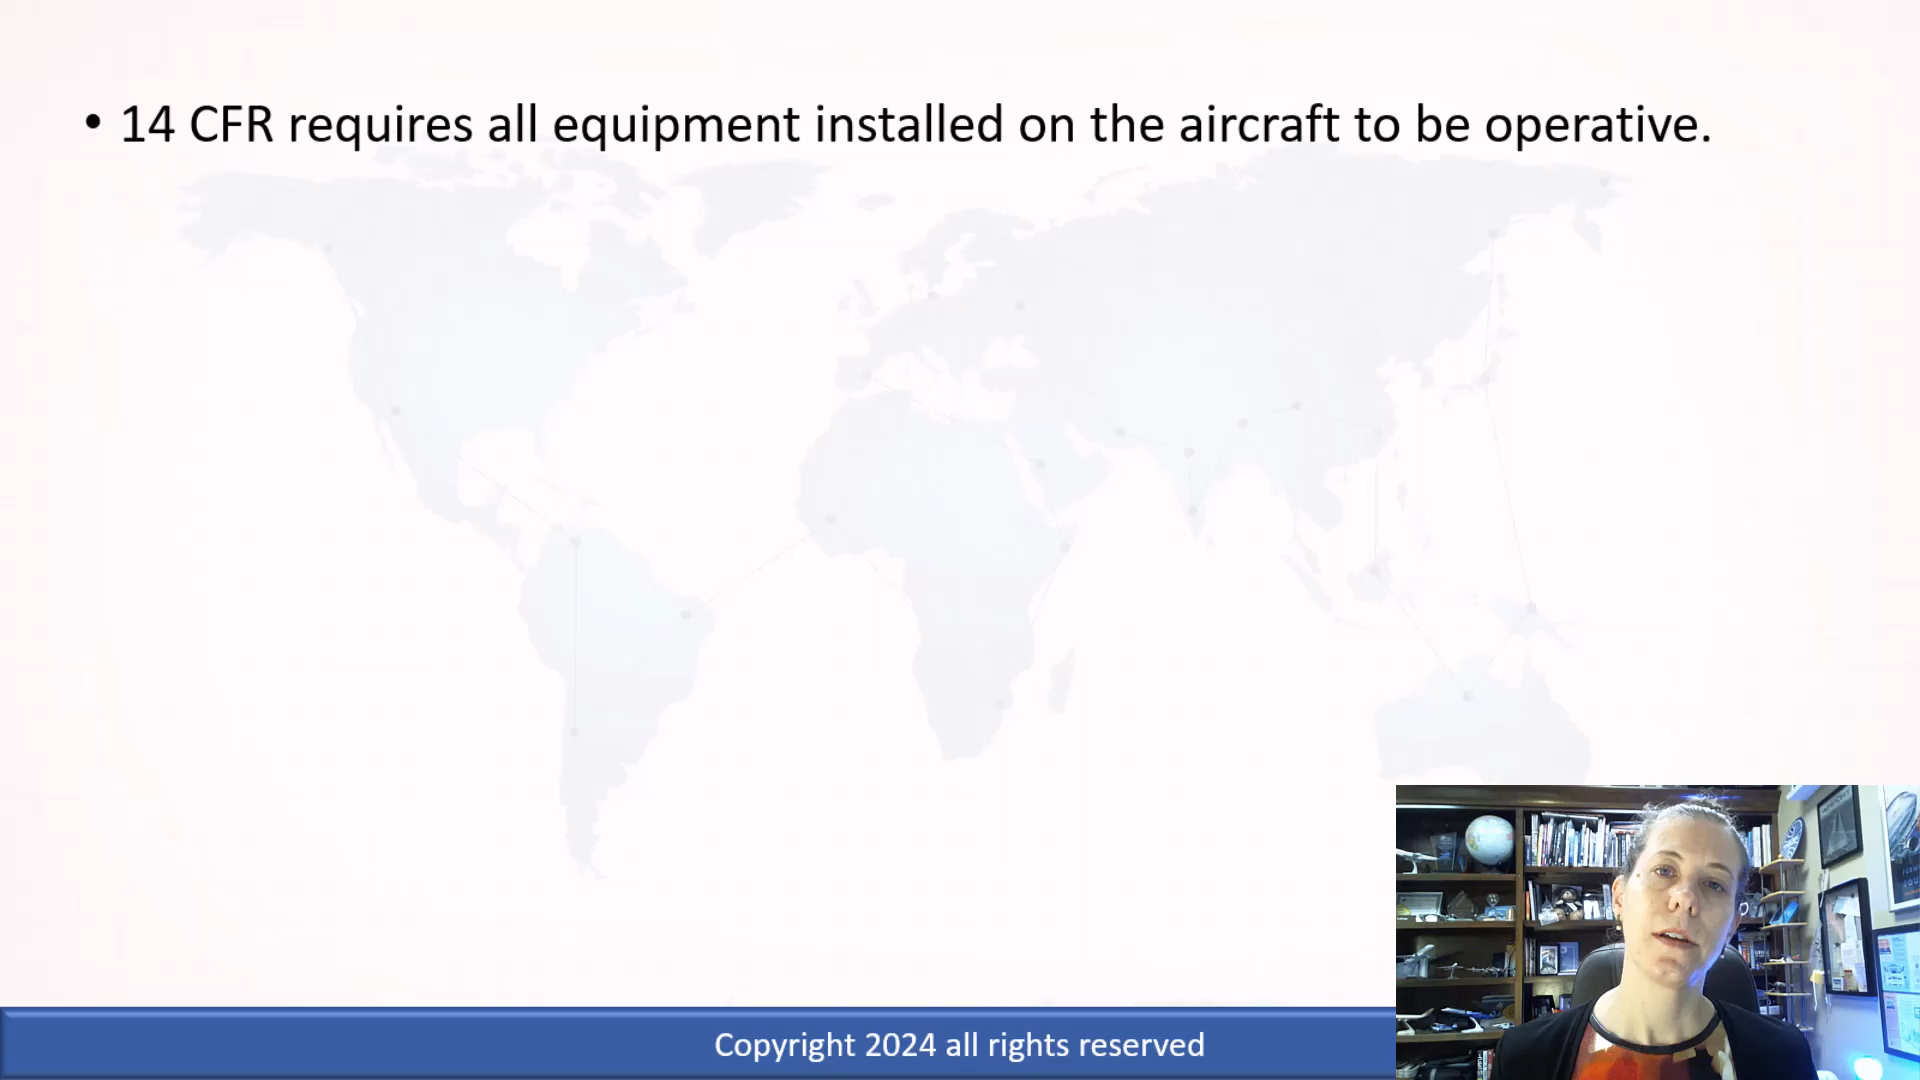 • 14 CFR requires all equipment installed on the aircraft to be operative.
Copyright 2024 all rights reserved